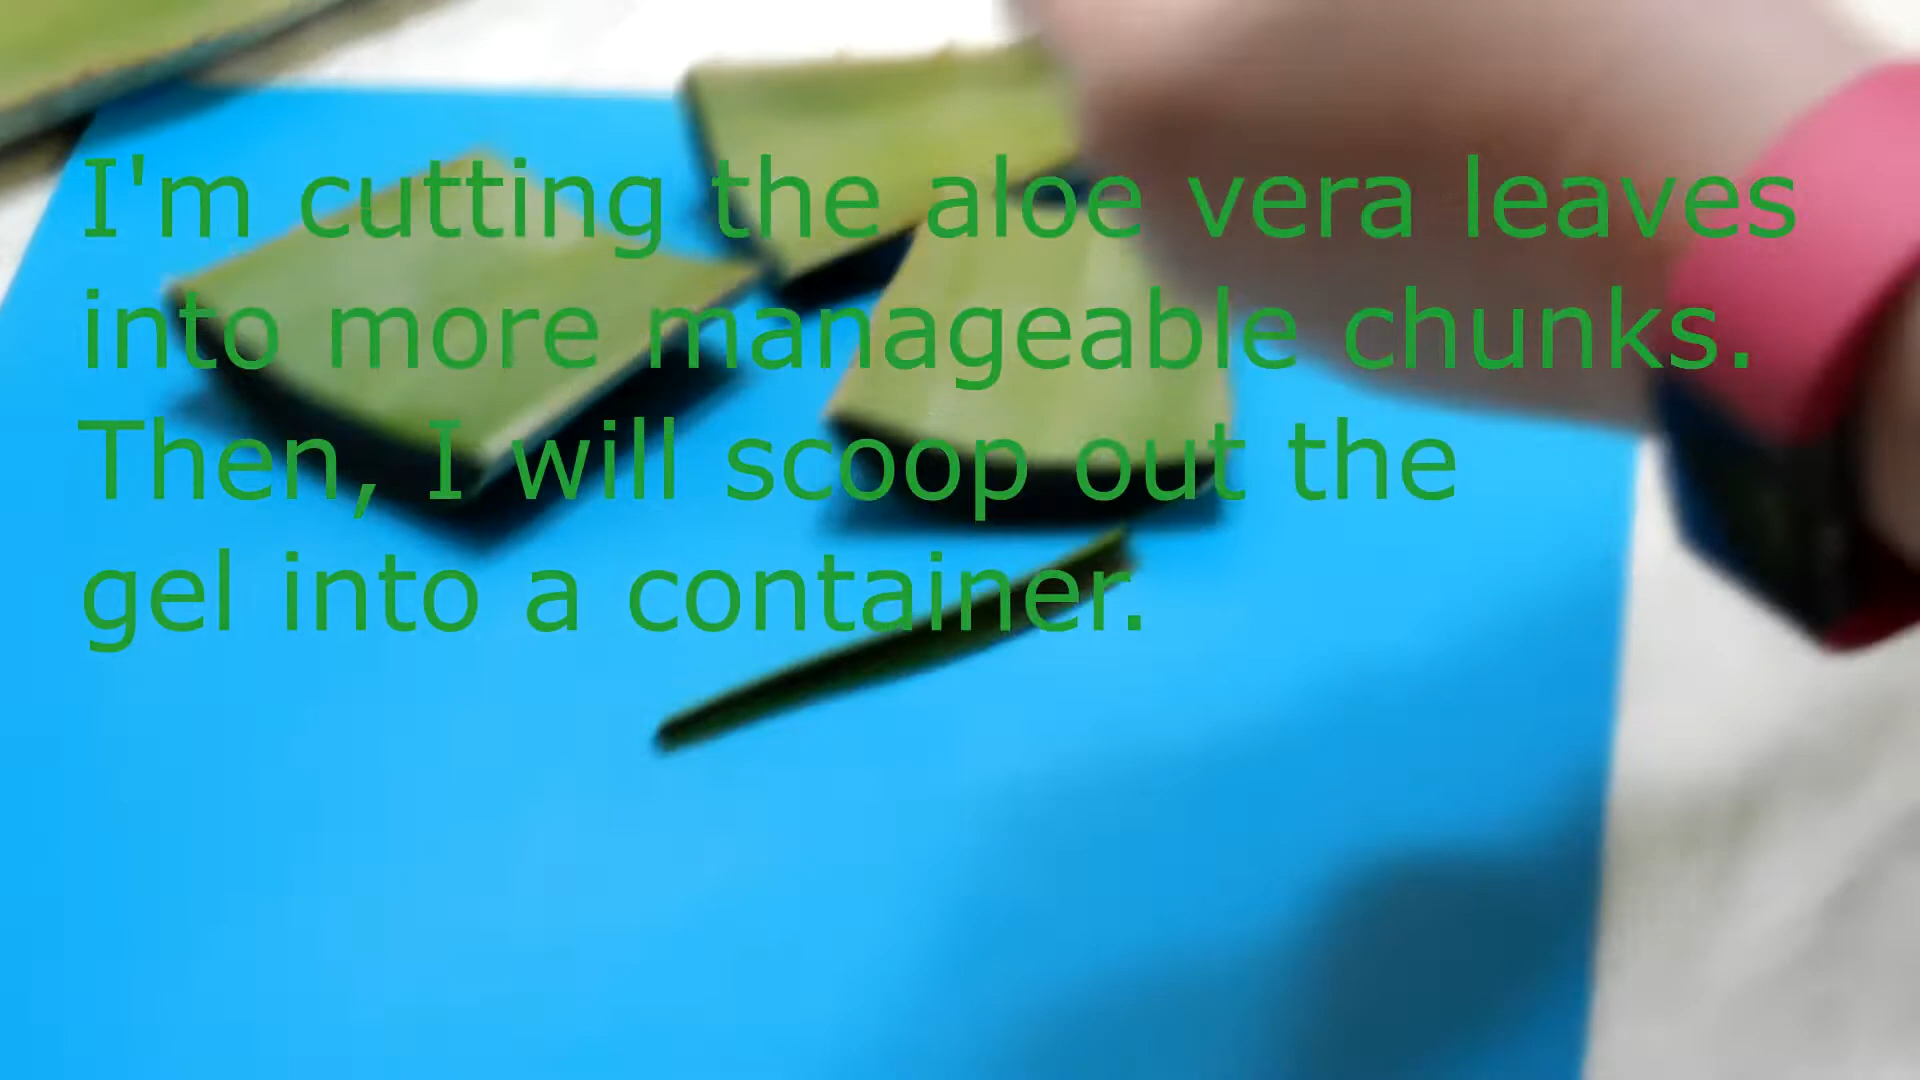 I'm cutting the aloe vera leaves
into more manageable chunks.
Then, I will scoop out the
gel into a container.